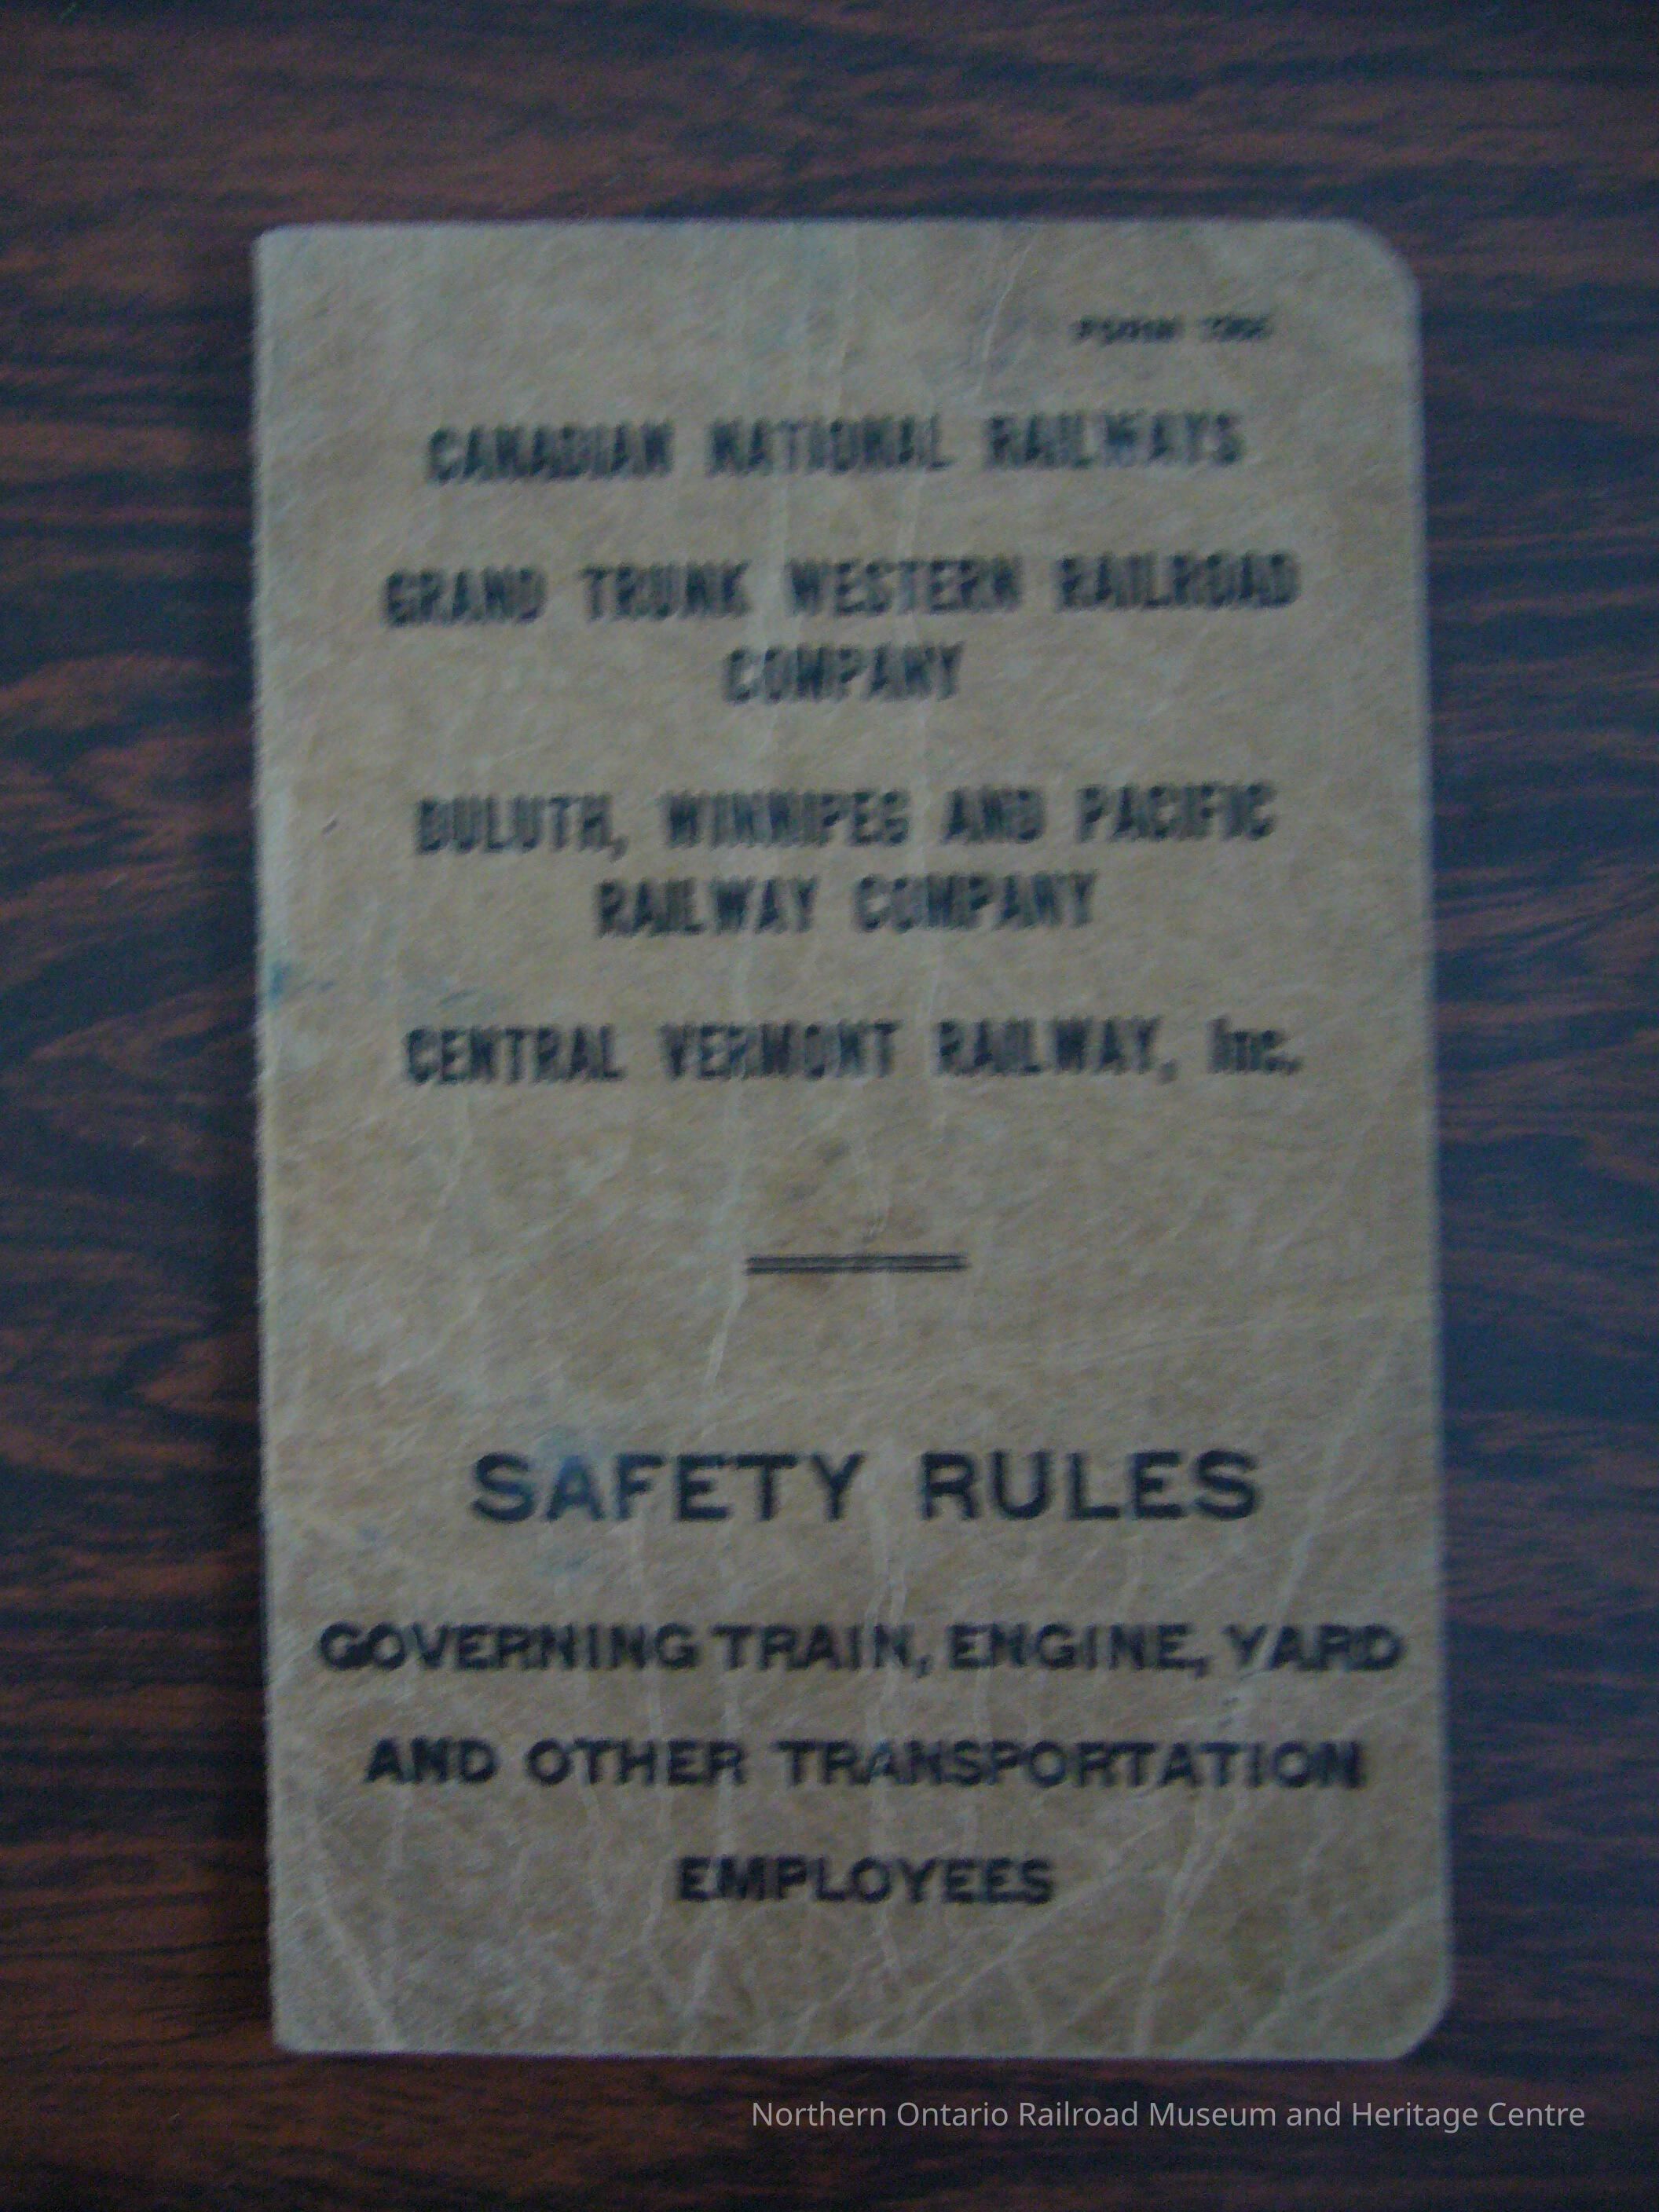 FORM
CANADIAN NATIONAL RAILWAYS
GRAND TRUNK WESTERN RAILROAD
COMPANY
DULUTH, WINNIPEG AND PACIFIC
RAILWAY COMPANY
CENTRAL VERMONT RAILWAY, Inc.
SAFETY RULES
GOVERNING TRAIN, ENGINE, YARD
AND OTHER TRANSPORTATION
EMPLOYEES
Northern Ontario Railroad Museum and Heritage Centre